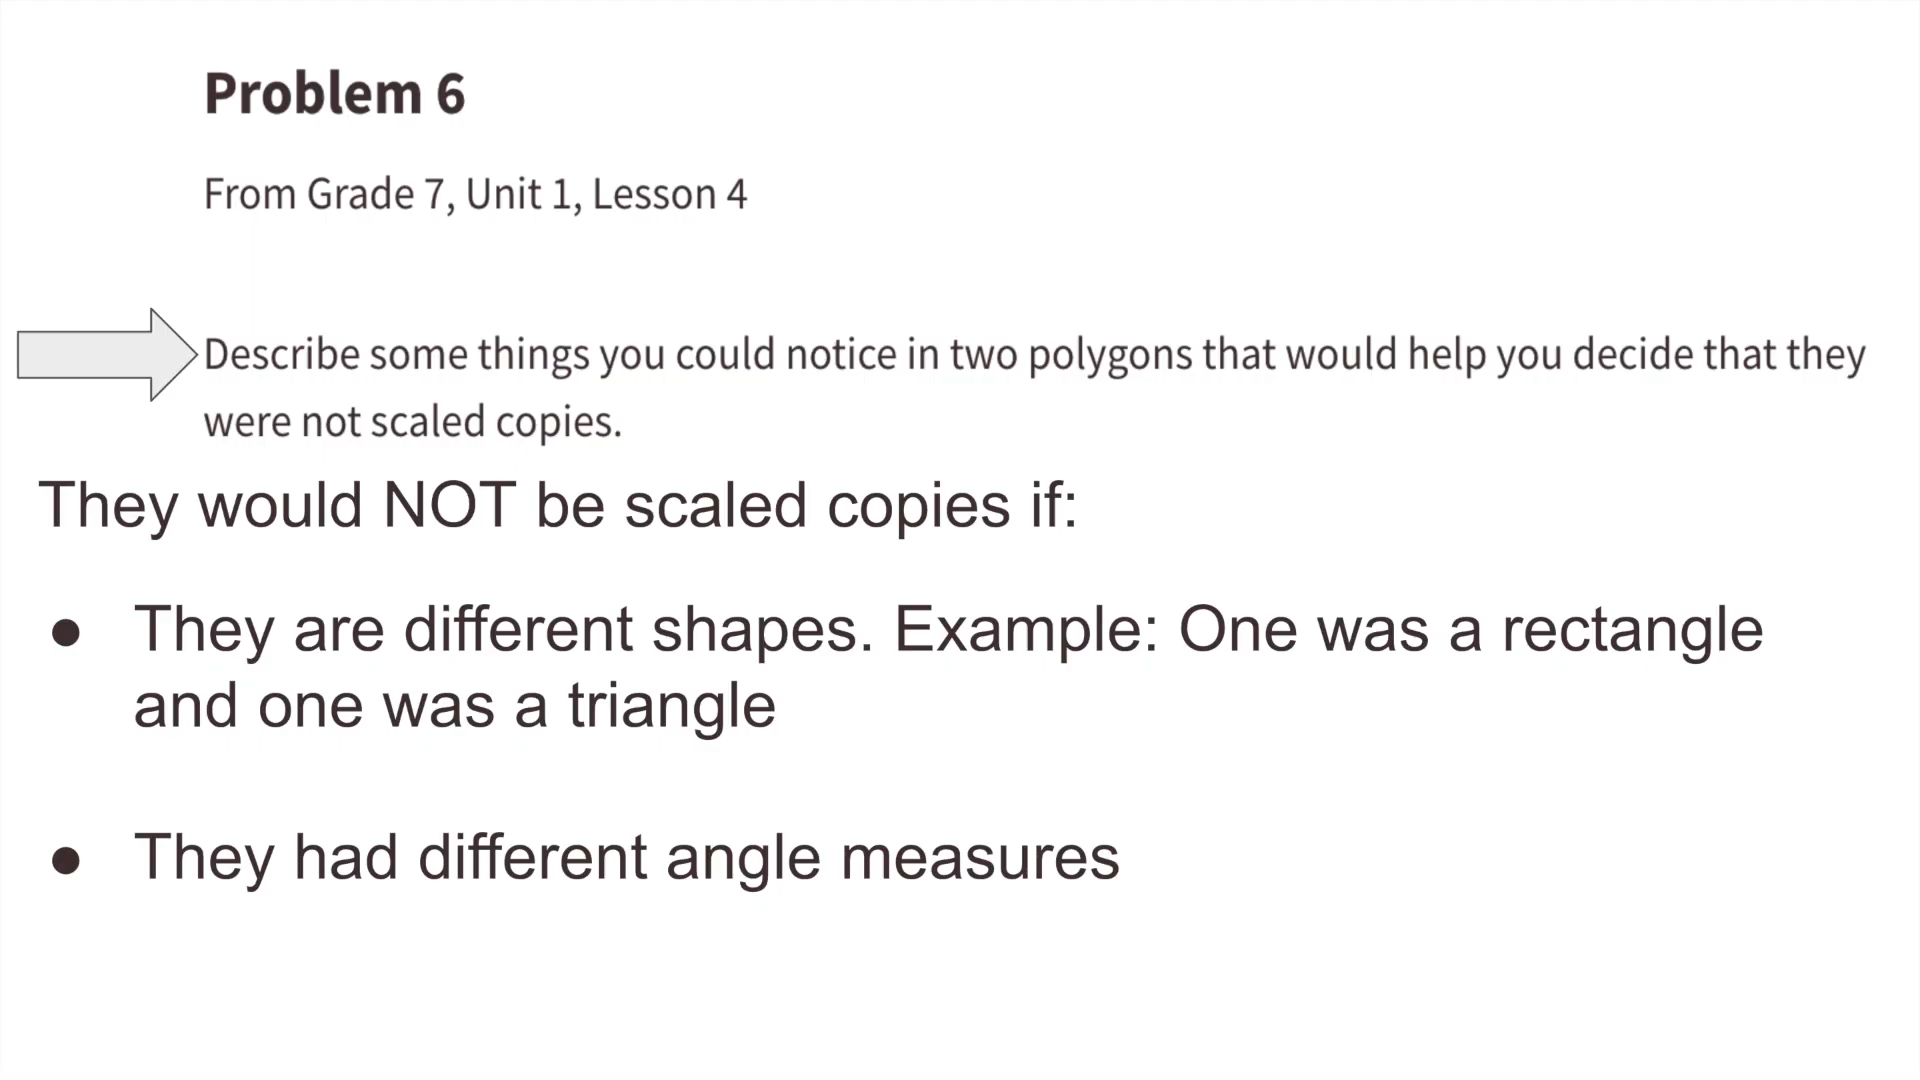 Problem 6
From Grade 7, Unit 1, Lesson 4
Describe some things you could notice in two polygons that would help you decide that they
were not scaled copies.
They would NOT be scaled copies if:
● They are different shapes. Example: One was a rectangle
and one was a triangle
● They had different angle measures